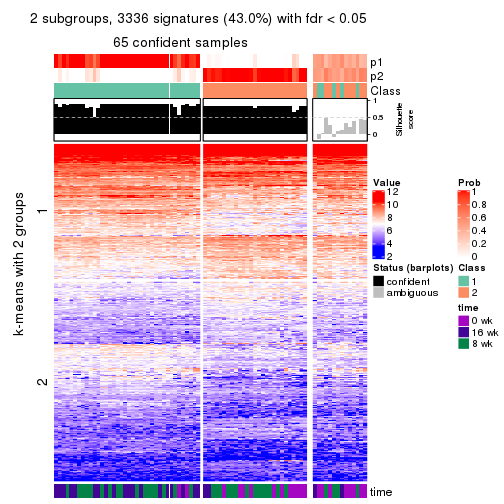 2 subgroups, 3336 signatures (43.0%) with fdr < 0.05
65 confident samples
p1
p2
Class
1
0.5
0
Silhouette
score
k-means with 2 groups
1
2
time
Value
12
10
8
6
4
2
Prob
1
0.8
0.6
0.4
0.2
0
Status (barplots)
confident
ambiguous
Class
1
2
time
0 wk
16 wk
8 wk